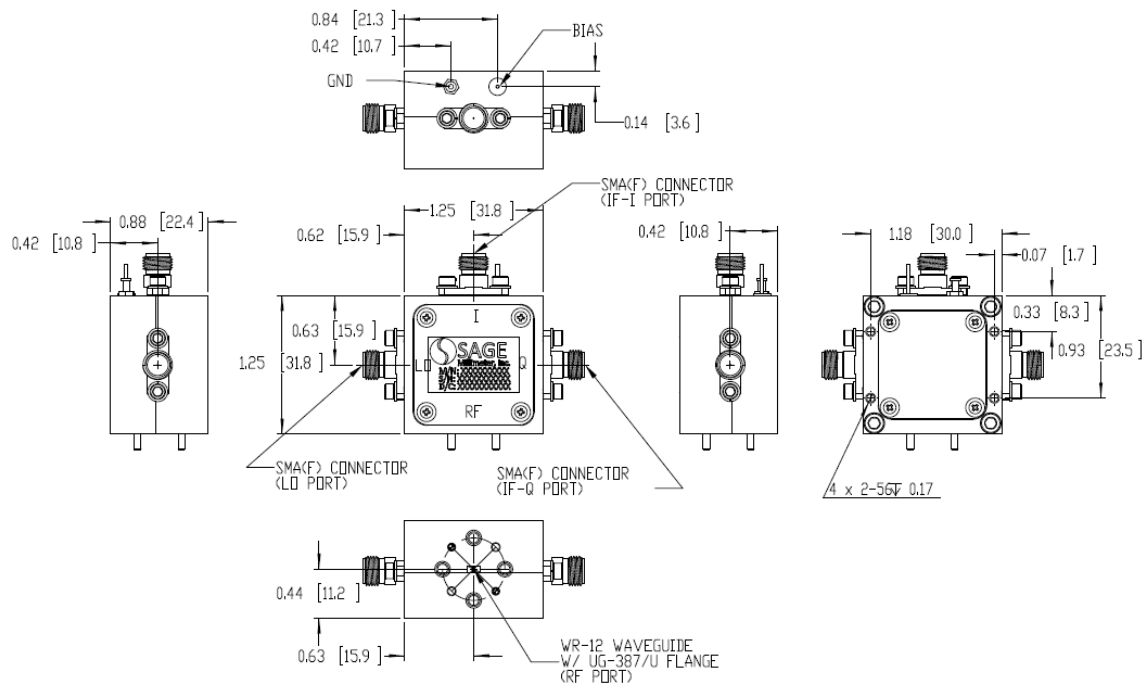 0.84 [21.3]
BIAS
0.42 [10.7]
GND
0.14 [3.6]
SMA(F) CONNECTOR
(IF-I PORT)
0.88 [22.4]
1.25 [31.8]
1.18 [30.0]
0.42 [10.8]
0.62 [15.9]
0.42 [10.8]
0.07 [1.7]
I
0.63 [15.9]
0.33 [8.3]
SAGE
Millimeter, Inc.
1.25 [31.8]
LO
Q
0.93 [23.5]
M/N: XXXXXXXXXX
RF
SMA(F) CONNECTOR
(LO PORT)
SMA(F) CONNECTOR
(IF-Q PORT)
4 x 2-56↧ 0.17
0.44 [11.2]
0.63 [15.9]
WR-12 WAVEGUIDE
W/ UG-387/U FLANGE
(RF PORT)